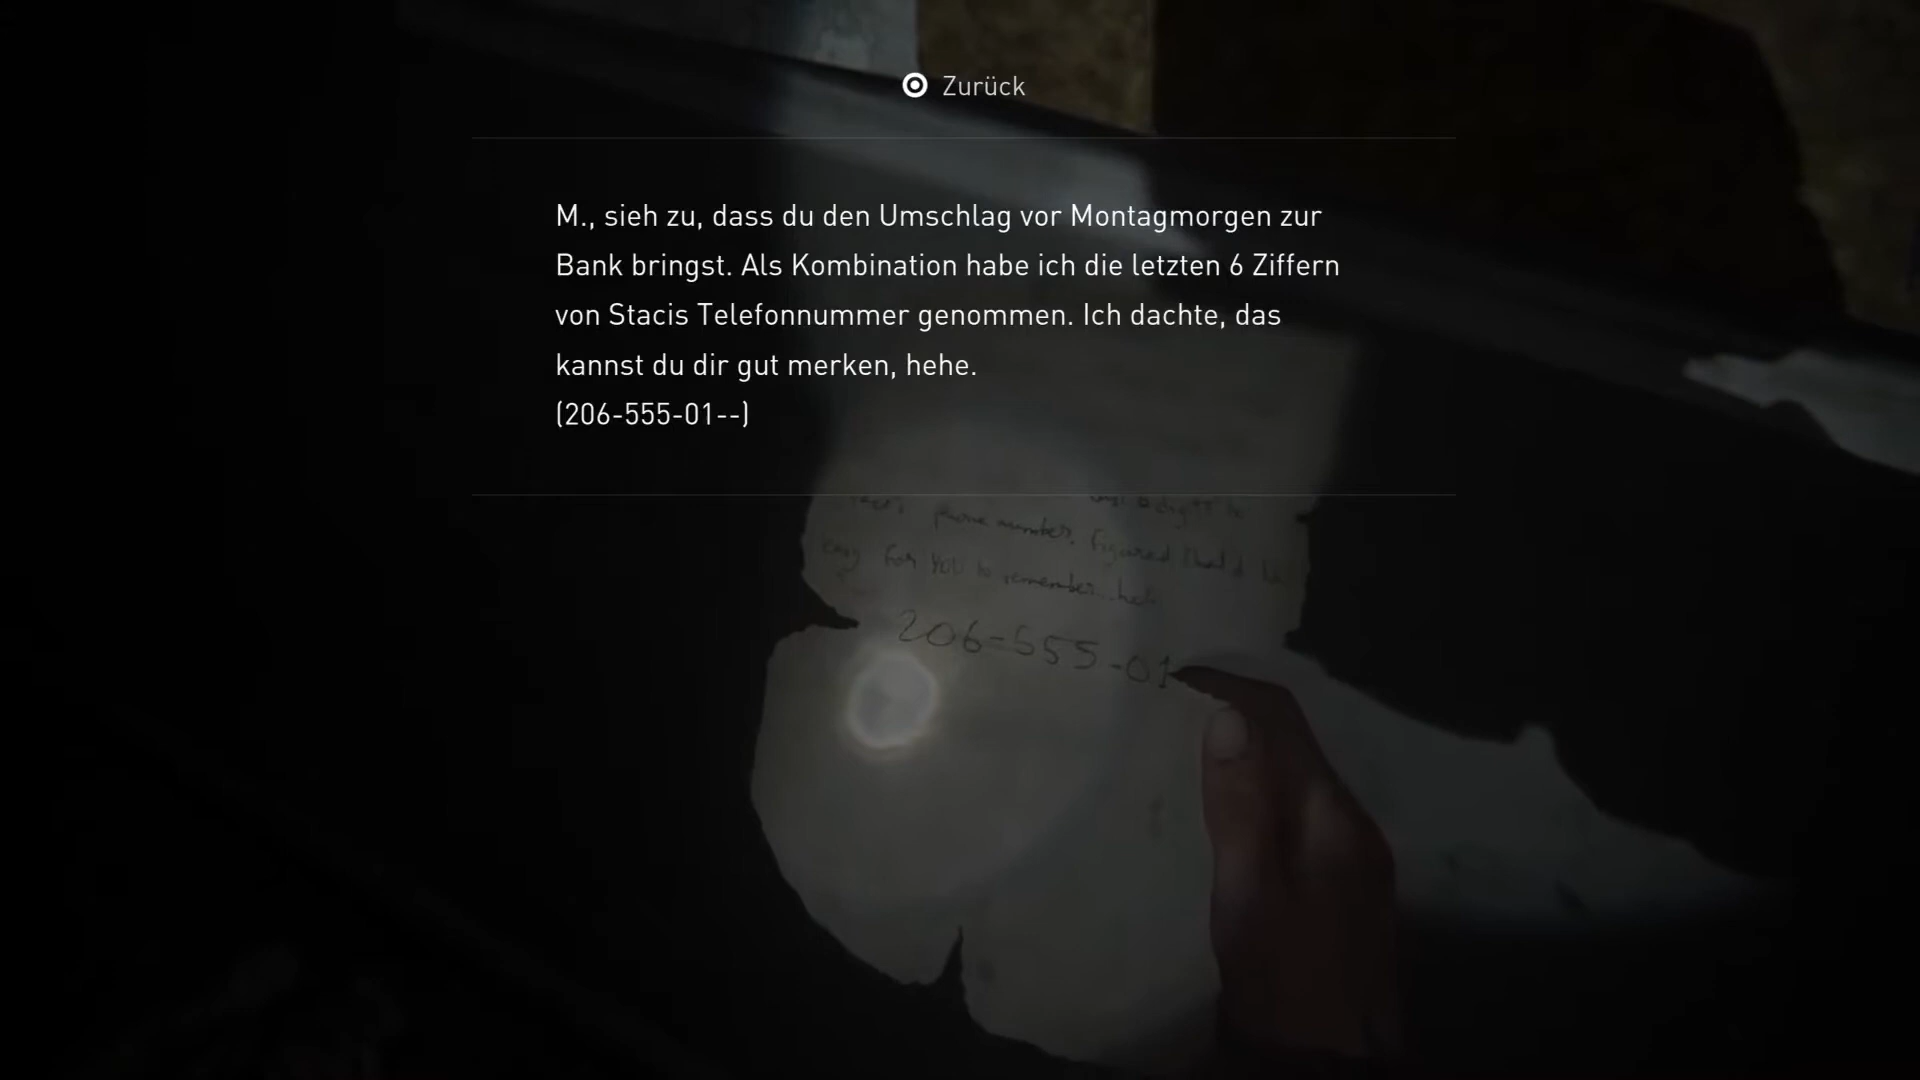 Zurück
M., sieh zu, dass du den Umschlag vor Montagmorgen zur
Bank bringst. Als Kombination habe ich die letzten 6 Ziffern
von Stacis Telefonnummer genommen. Ich dachte, das
kannst du dir gut merken, hehe.
(206-555-01--)
phone number. Figured that'd be
easy for you to remember...heh
206-555-01